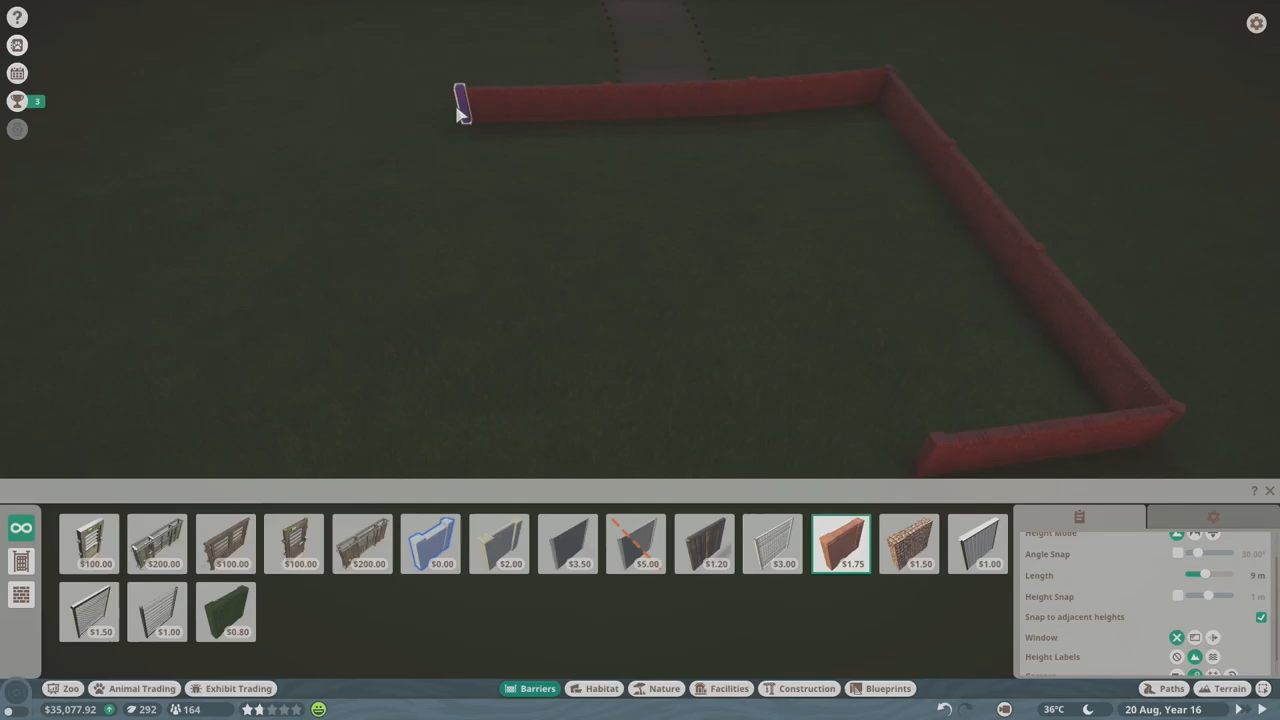 3
$100.00 $200.00 $100.00 $100.00 $200.00 $0.00 $2.00 $3.50 $5.00 $1.20 $3.00 $1.75 $1.50 $1.00
$1.50 $1.00 $0.80
?
Height Mode
Angle Snap 30.00°
Length 9 m
Height Snap 1 m
Snap to adjacent heights
Window
Height Labels
Zoo Animal Trading Exhibit Trading Barriers Habitat Nature Facilities Construction Blueprints Paths Terrain
$35,077.92 292 164 36°C 20 Aug, Year 16